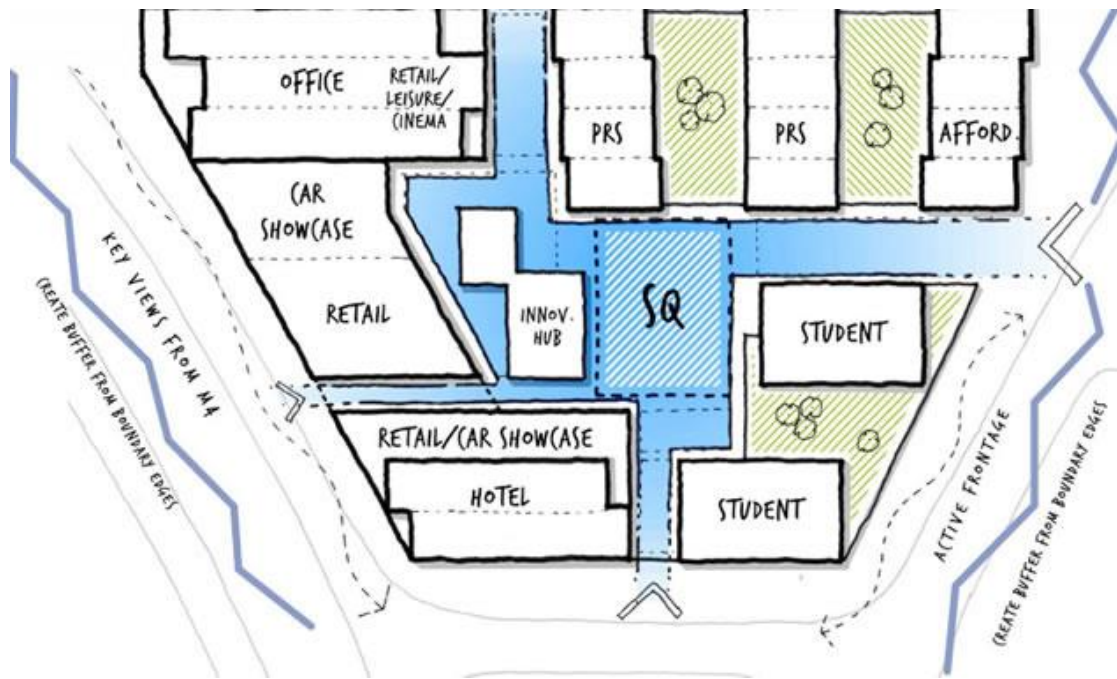 OFFICE
RETAIL/
LEISURE/
CINEMA
PRS
PRS
AFFORD.
CAR
SHOWCASE
RETAIL
INNOV.
HUB
SQ
STUDENT
KEY VIEWS FROM M4
CREATE BUFFER FROM BOUNDARY EDGES
RETAIL/CAR SHOWCASE
HOTEL
STUDENT
ACTIVE FRONTAGE
CREATE BUFFER FROM BOUNDARY EDGES